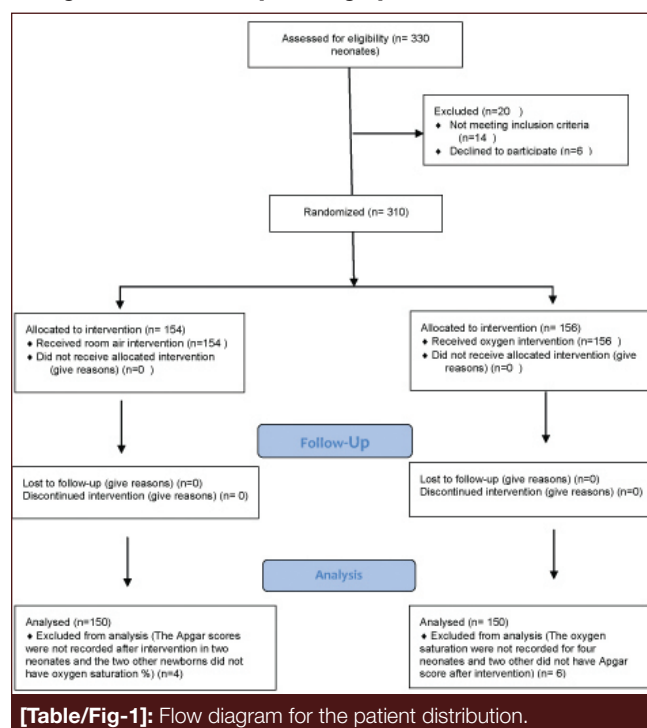 Assessed for eligibility (n= 330
neonates)
Excluded (n=20 )
♦ Not meeting inclusion criteria
(n=14 )
♦ Declined to participate (n=6 )
Randomized (n= 310)
Allocated to intervention (n= 154)
♦ Received room air intervention (n=154 )
♦ Did not receive allocated intervention
(give reasons) (n=0 )
Allocated to intervention (n= 156)
♦ Received oxygen intervention (n=156 )
♦ Did not receive allocated intervention (give
reasons) (n=0 )
Follow-Up
Lost to follow-up (give reasons) (n=0)
Discontinued intervention (give reasons) (n= 0)
Lost to follow-up (give reasons) (n=0)
Discontinued intervention (give reasons) (n=0)
Analysis
Analysed (n=150)
♦ Excluded from analysis (The Apgar scores
were not recorded after intervention in two
neonates and the two other newborns did not
have oxygen saturation %) (n=4)
Analysed (n= 150)
♦ Excluded from analysis (The oxygen
saturation were not recorded for four
neonates and two other did not have Apgar
score after intervention) (n= 6)
[Table/Fig-1]: Flow diagram for the patient distribution.